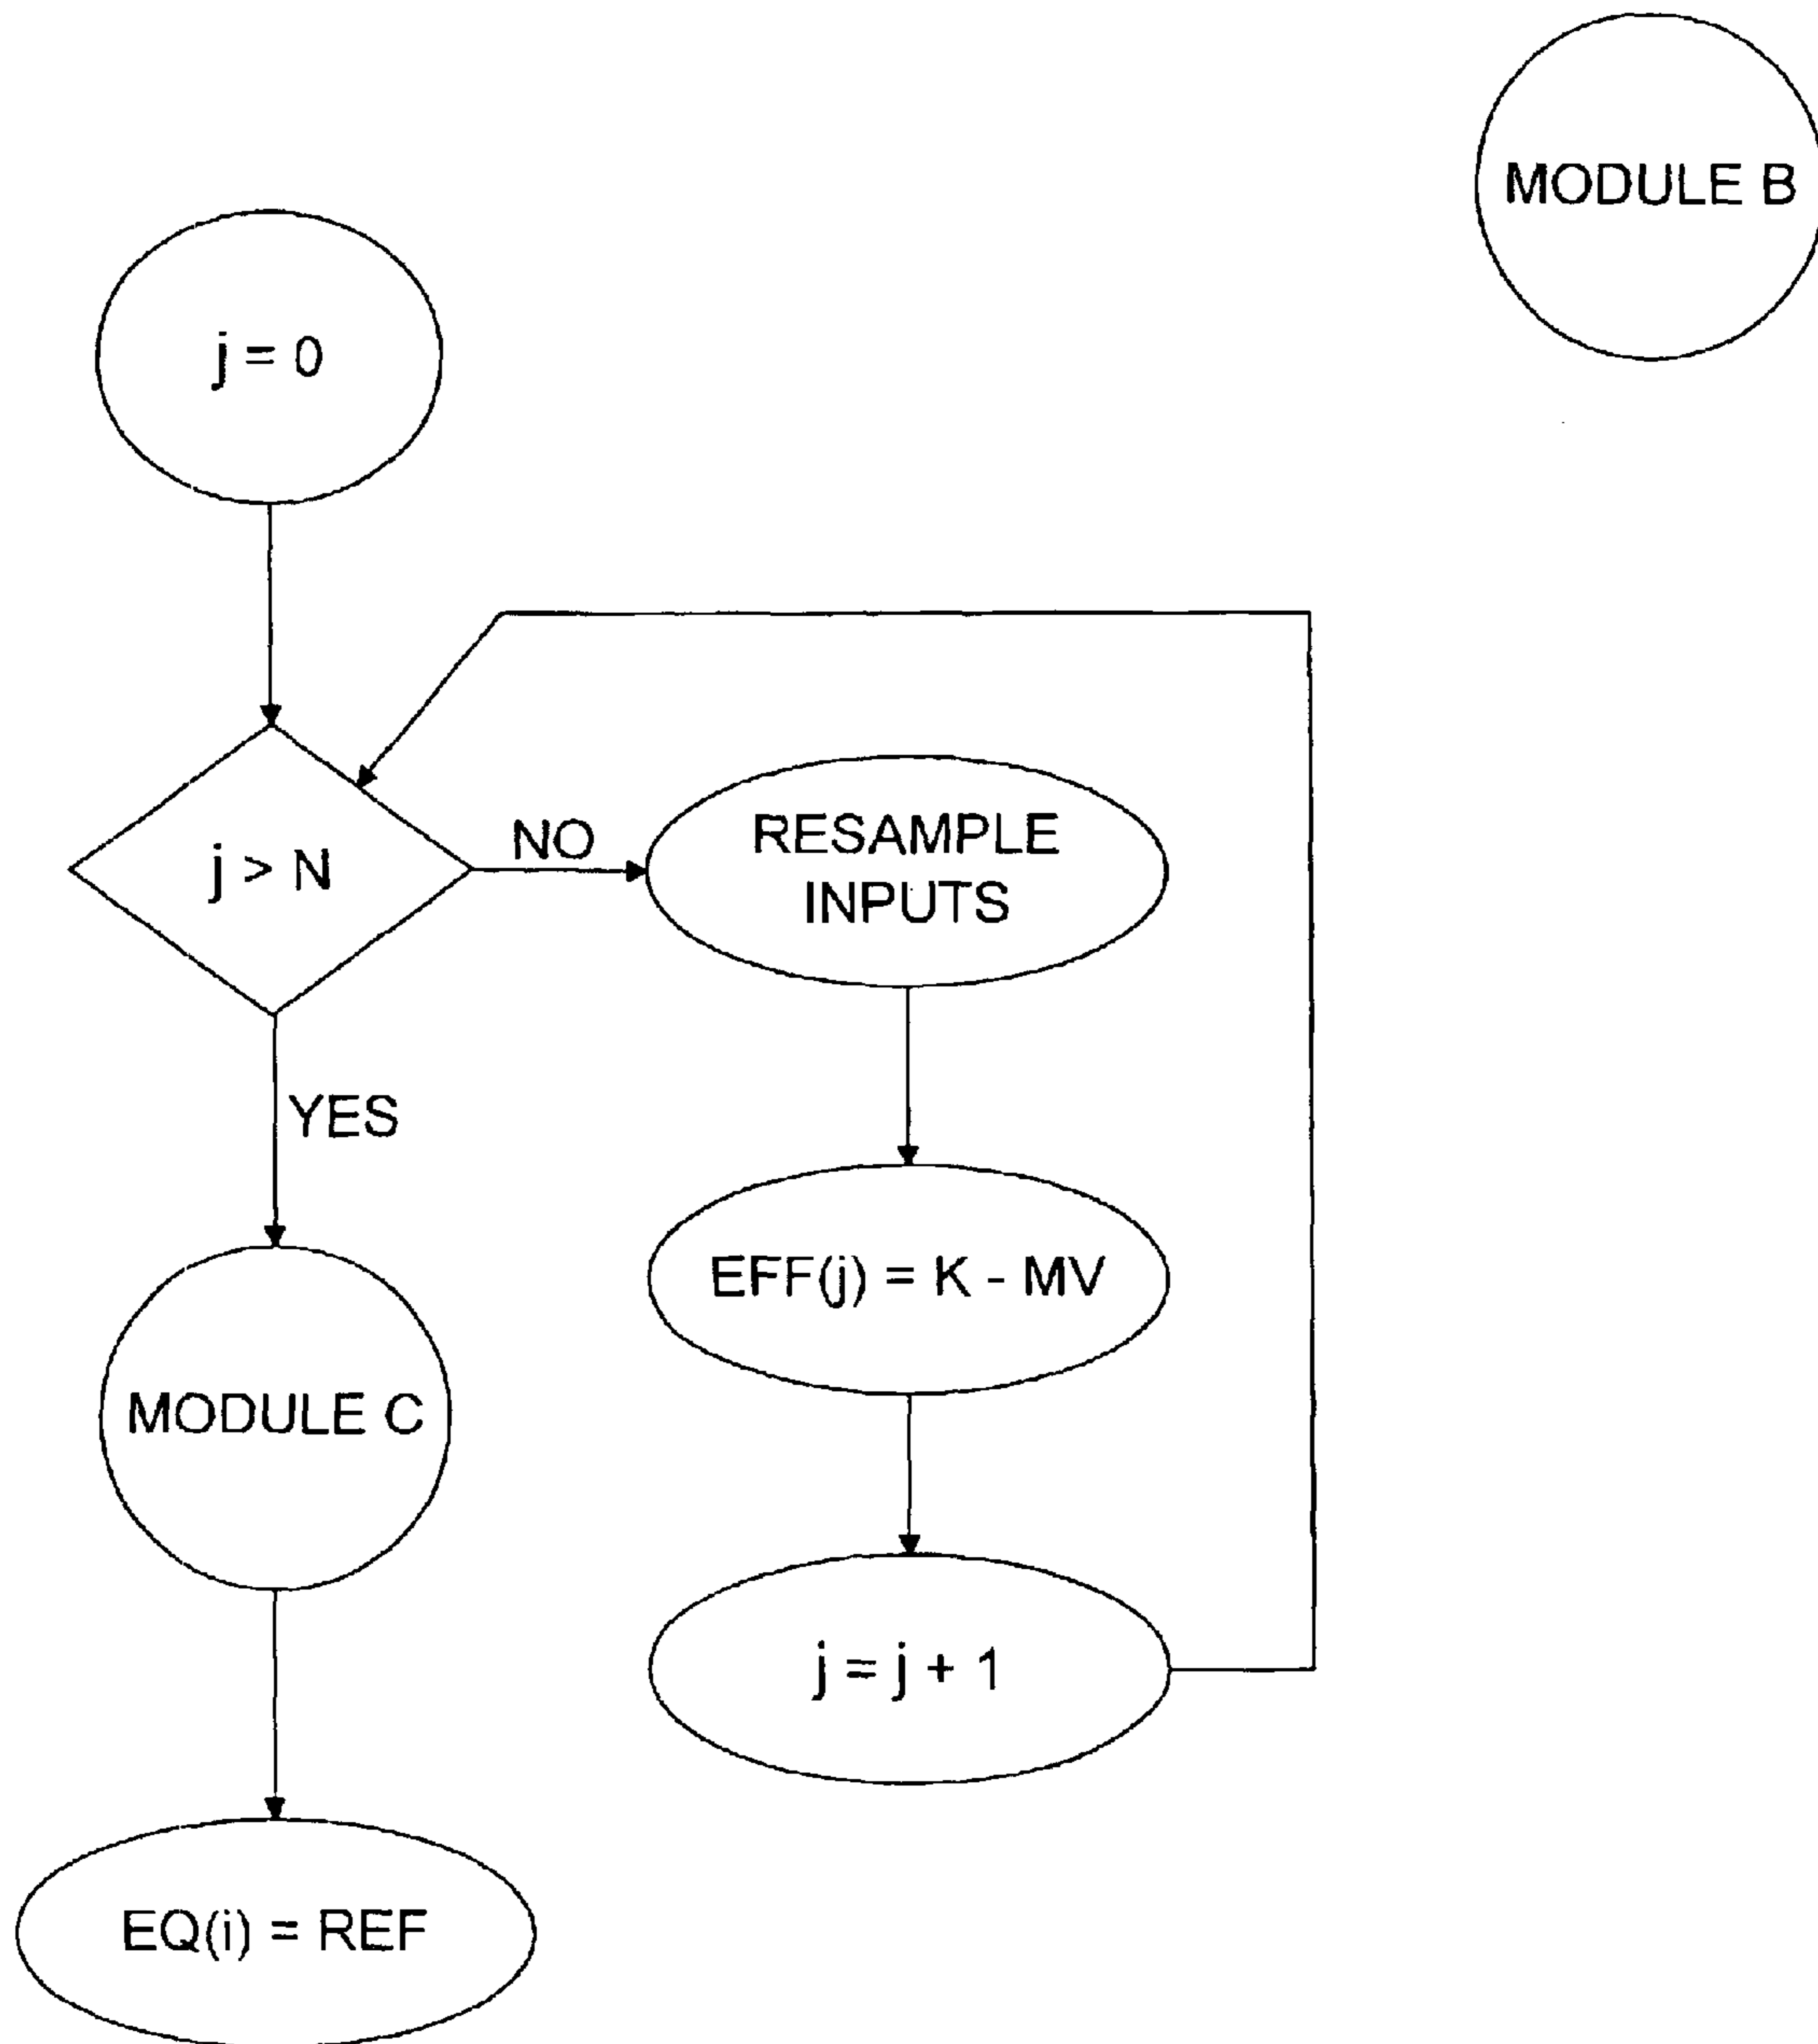 MODULE B
j = 0
j > N
NO
RESAMPLE
INPUTS
YES
EFF(j) = K - MV
MODULE C
j = j + 1
EQ(i) = REF